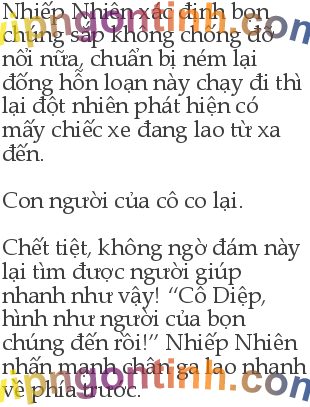 Nhiếp Nhiên xác định bọn
chúng sắp không chống đỡ
nổi nữa, chuẩn bị ném lại
đống hỗn loạn này chạy đi thì
lại đột nhiên phát hiện có
mấy chiếc xe đang lao từ xa
đến.
Con người của cô co lại.
Chết tiệt, không ngờ đám này
lại tìm được người giúp
nhanh như vậy! “Cô Diệp,
hình như người của bọn
chúng đến rồi!” Nhiếp Nhiên
nhấn mạnh chân ga lao nhanh
về phía trước.
vipngontinh.com
vipngontinh.com